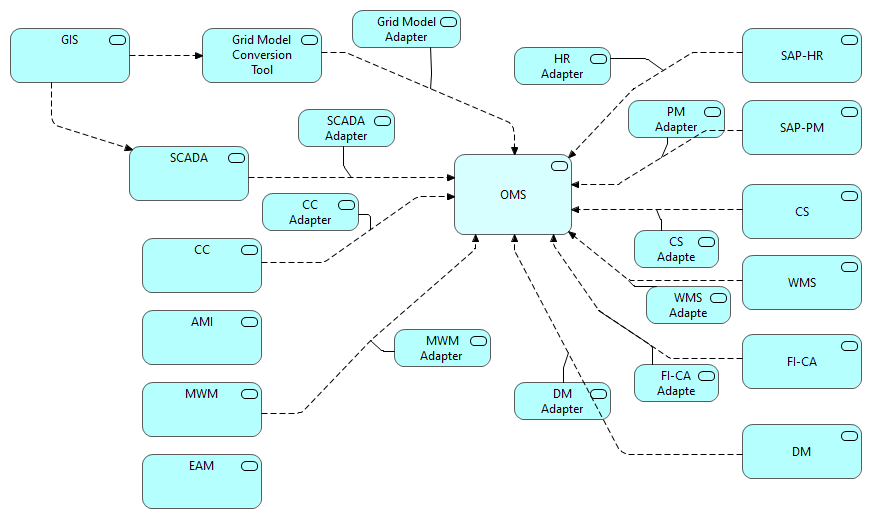 GIS
Grid Model
Conversion
Tool
Grid Model
Adapter
HR
Adapter
SAP-HR
SCADA
Adapter
PM
Adapter
SAP-PM
SCADA
OMS
CC
Adapter
CS
CS
Adapte
CC
WMS
WMS
Adapte
AMI
MWM
Adapter
FI-CA
FI-CA
Adapte
MWM
DM
Adapter
DM
EAM